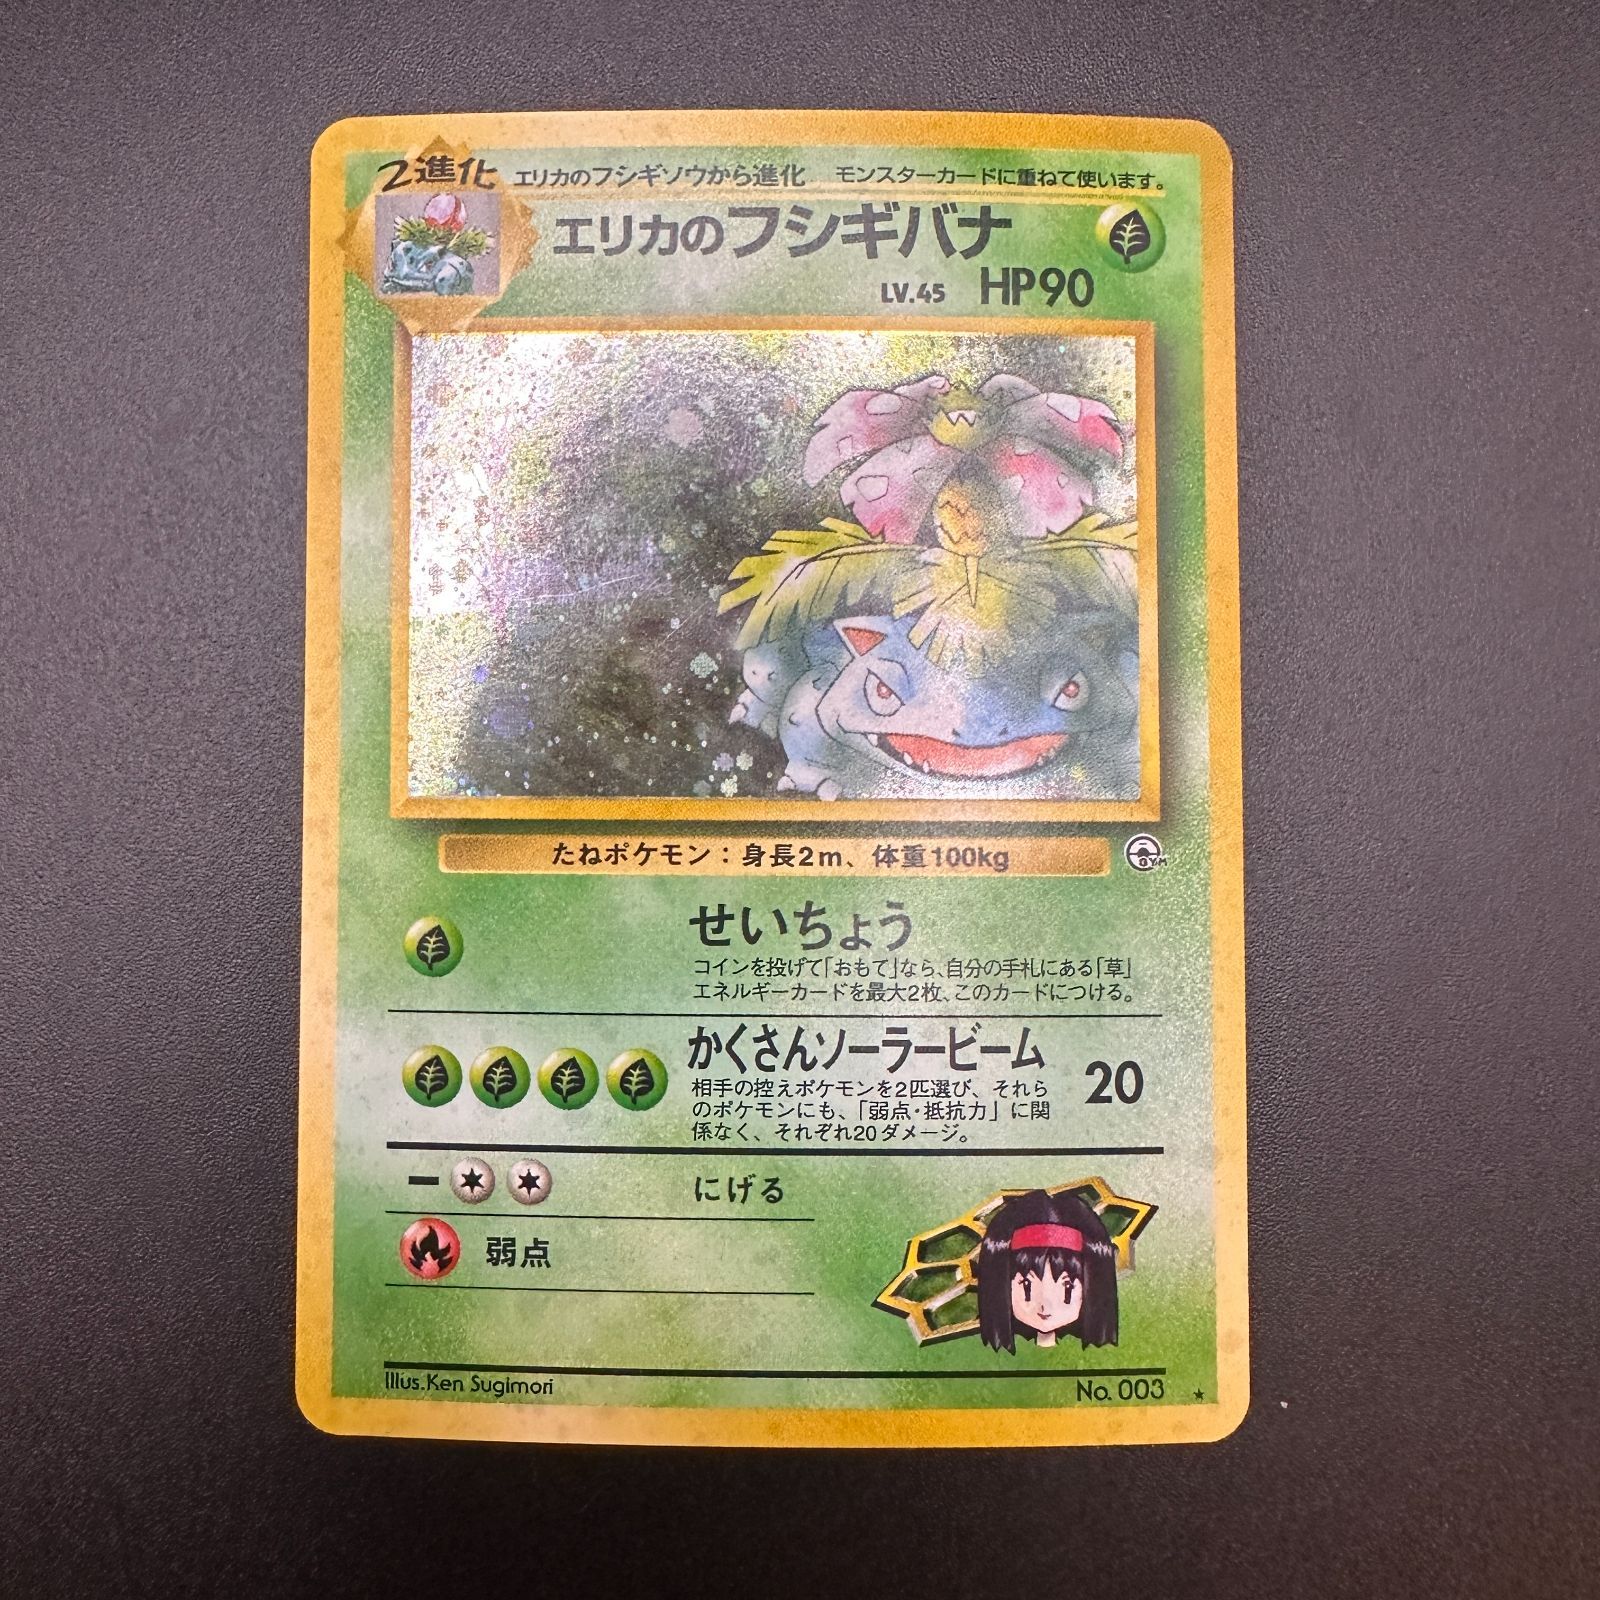 2進化 エリカのフシギソウから進化 モンスターカードに重ねて使います。
エリカのフシギバナ
LV.45 HP90
たねポケモン：身長2m、体重100kg
GYM
せいちょう
コインを投げて「おもて」なら、自分の手札にある「草」
エネルギーカードを最大2枚、このカードにつける。
かくさんソーラービーム 20
相手の控えポケモンを2匹選び、それら
のポケモンにも、「弱点・抵抗力」に関
係なく、それぞれ20ダメージ。
にげる
弱点
Illus.Ken Sugimori No. 003